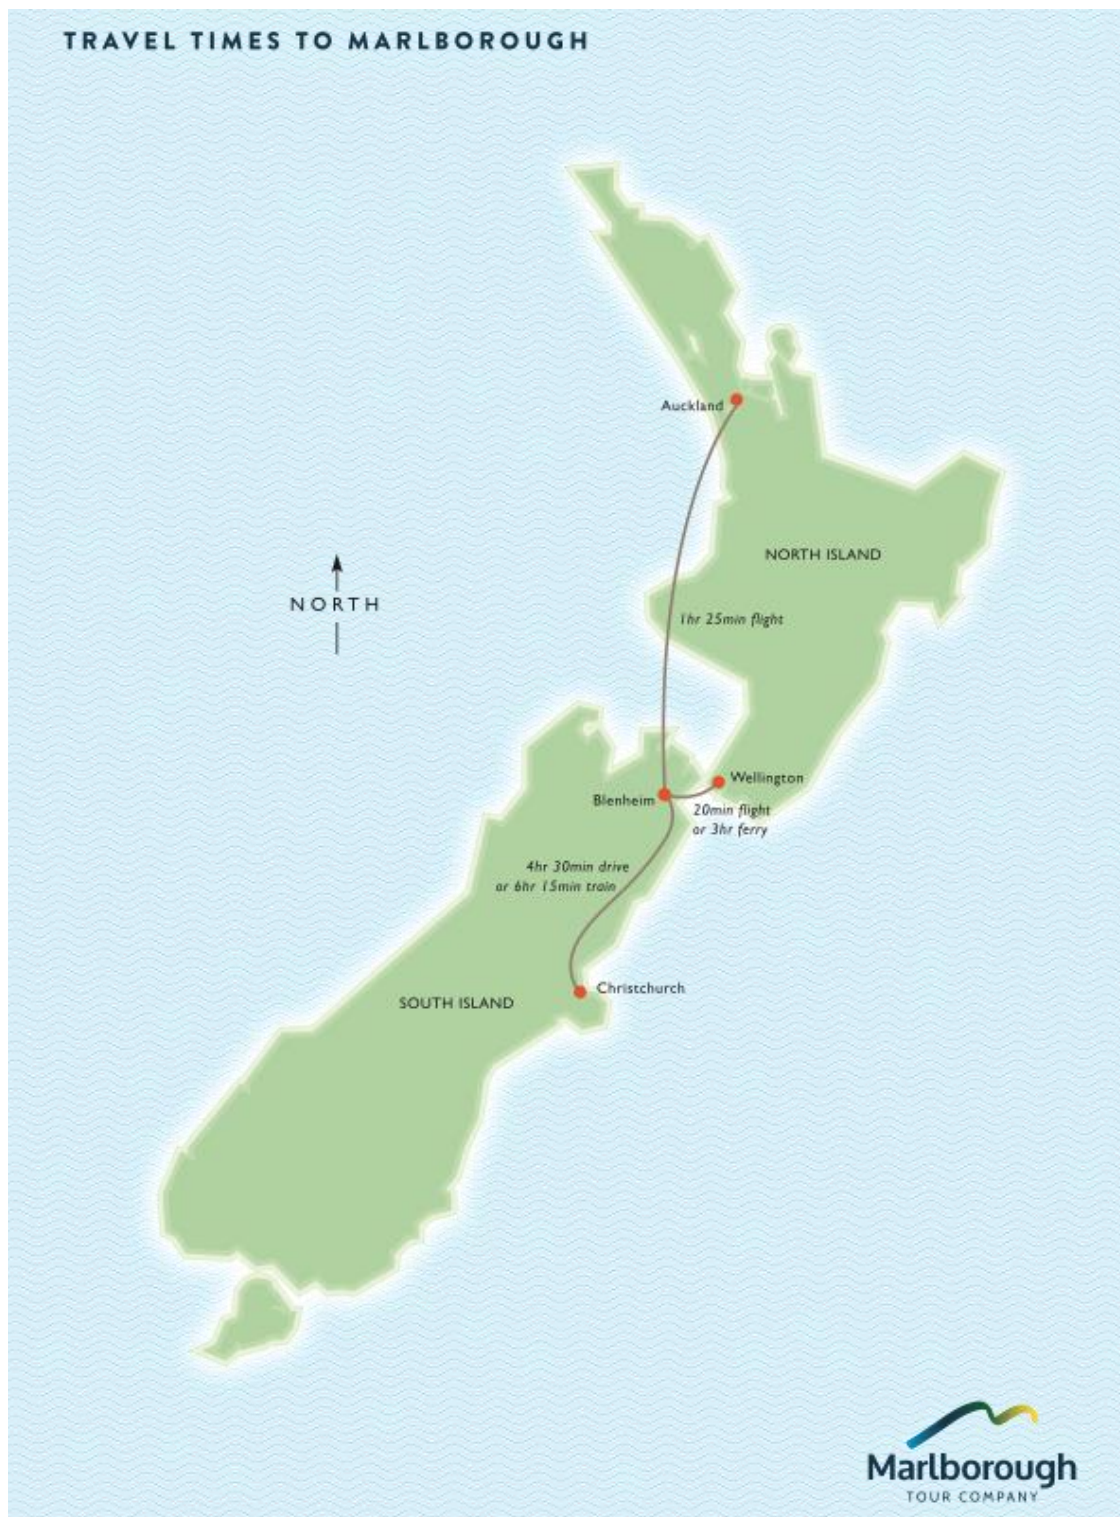 TRAVEL TIMES TO MARLBOROUGH
Auckland
NORTH ISLAND
NORTH
1hr 25min flight
Wellington
Blenheim
20min flight
or 3hr ferry
4hr 30min drive
or 6hr 15min train
Christchurch
SOUTH ISLAND
Marlborough
TOUR COMPANY